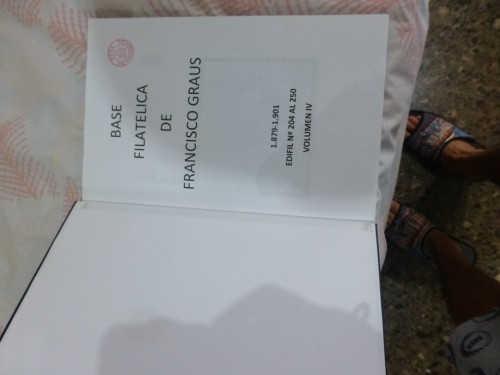 BASE
FILATELICA
DE
FRANCISCO GRAUS
1.879-1.901
EDIFIL Nº 204 AL 250
VOLUMEN IV